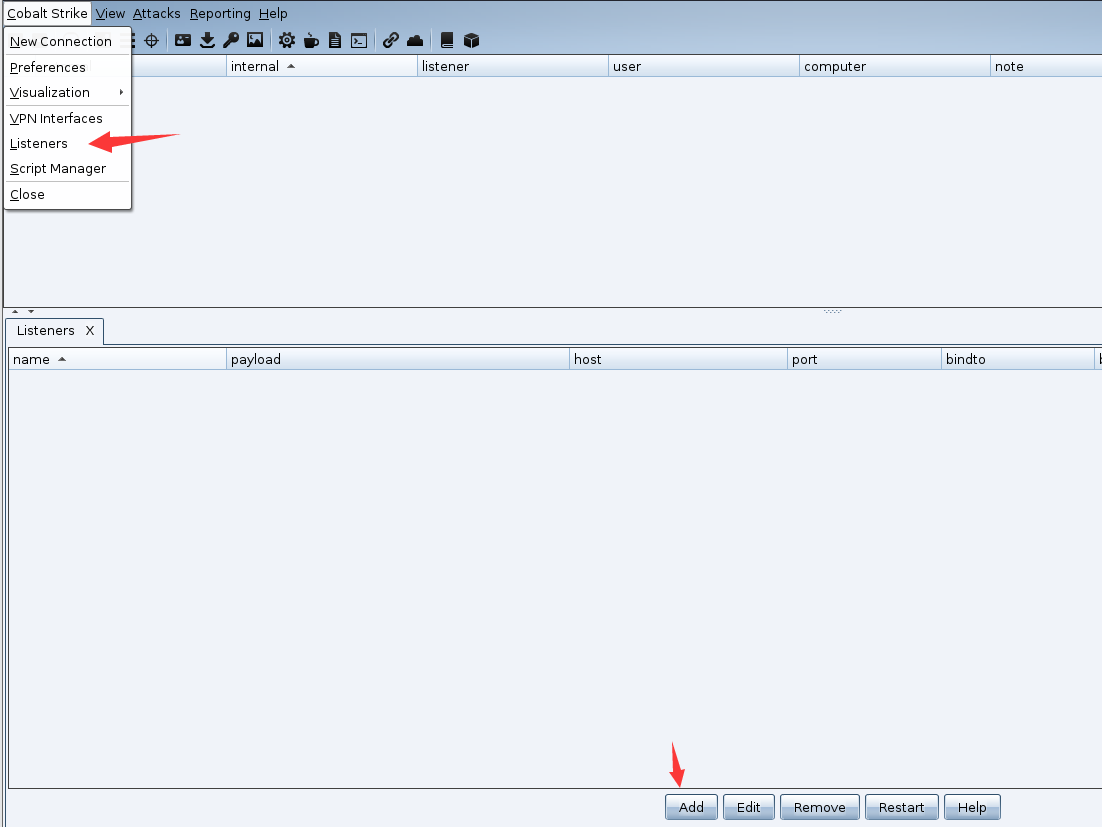 Cobalt Strike View Attacks Reporting Help
New Connection
Preferences
Visualization
VPN Interfaces
Listeners
Script Manager
Close
internal listener user computer note
Listeners X
name payload host port bindto
Add Edit Remove Restart Help